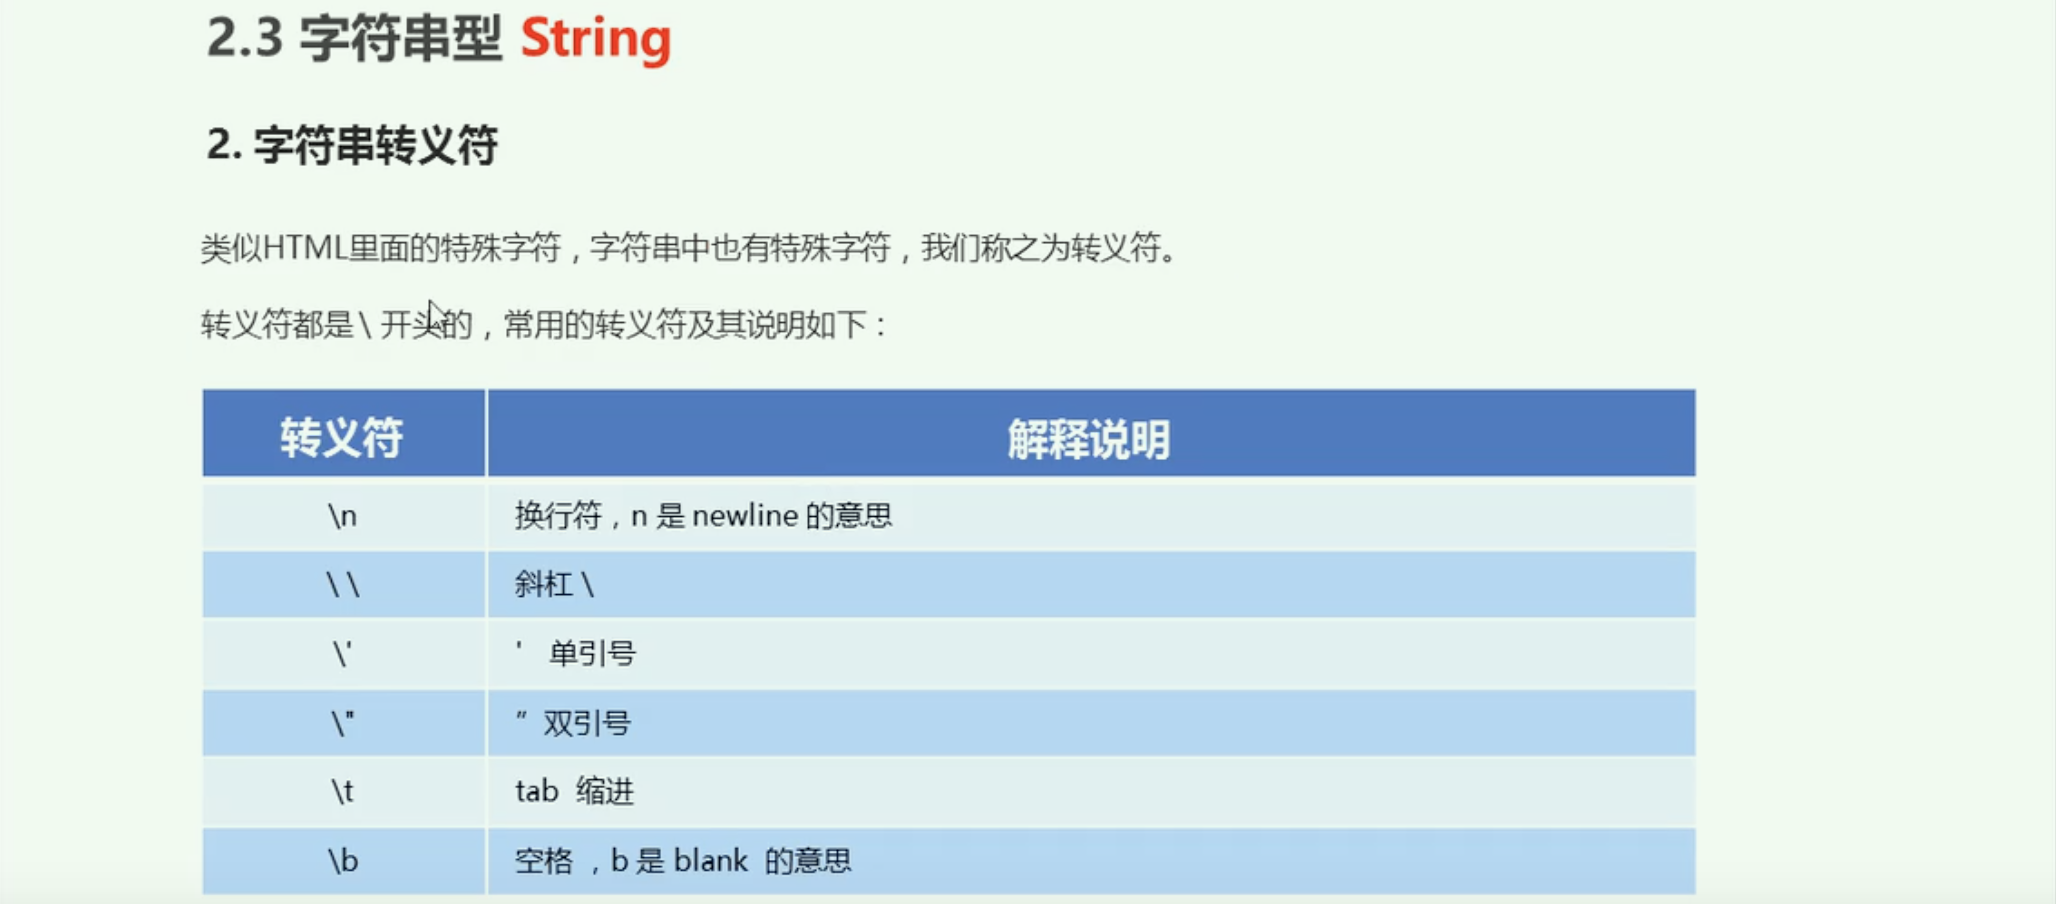 2.3 字符串型 String
2. 字符串转义符
类似HTML里面的特殊字符，字符串中也有特殊字符，我们称之为转义符。
转义符都是\ 开头的，常用的转义符及其说明如下：
转义符 解释说明
\n 换行符，n 是 newline 的意思
\ \ 斜杠 \
\' ' 单引号
\" ” 双引号
\t tab 缩进
\b 空格 ，b 是 blank 的意思